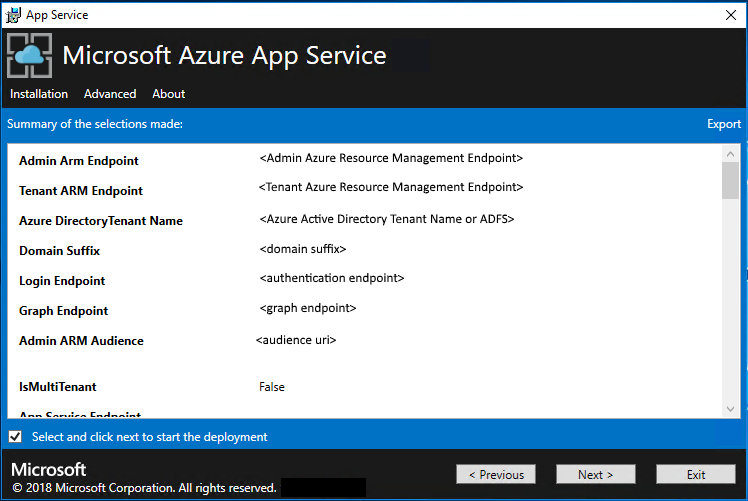 App Service
Microsoft Azure App Service
Installation Advanced About
Summary of the selections made: Export
Admin Arm Endpoint <Admin Azure Resource Management Endpoint>
Tenant ARM Endpoint <Tenant Azure Resource Management Endpoint>
Azure DirectoryTenant Name <Azure Active Directory Tenant Name or ADFS>
Domain Suffix <domain suffix>
Login Endpoint <authentication endpoint>
Graph Endpoint <graph endpoint>
Admin ARM Audience <audience uri>
IsMultiTenant False
App Service Endpoint
Select and click next to start the deployment
Microsoft
© 2018 Microsoft Corporation. All rights reserved.
< Previous Next > Exit